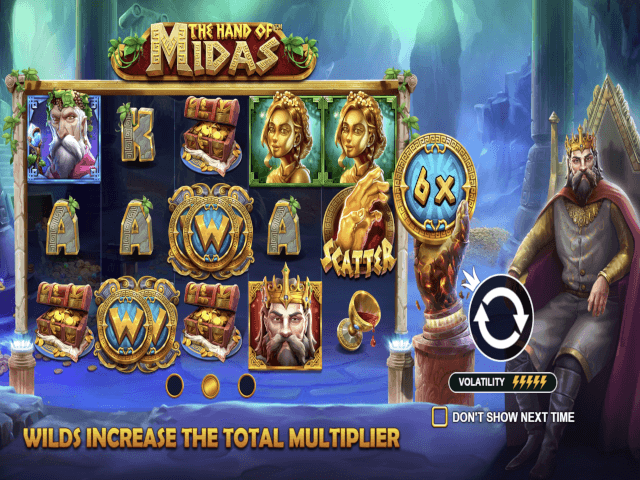 THE HAND OF
MIDAS
K
6x
A
A
W
A
SCATTER
W
VOLATILITY
DON'T SHOW NEXT TIME
WILDS INCREASE THE TOTAL MULTIPLIER